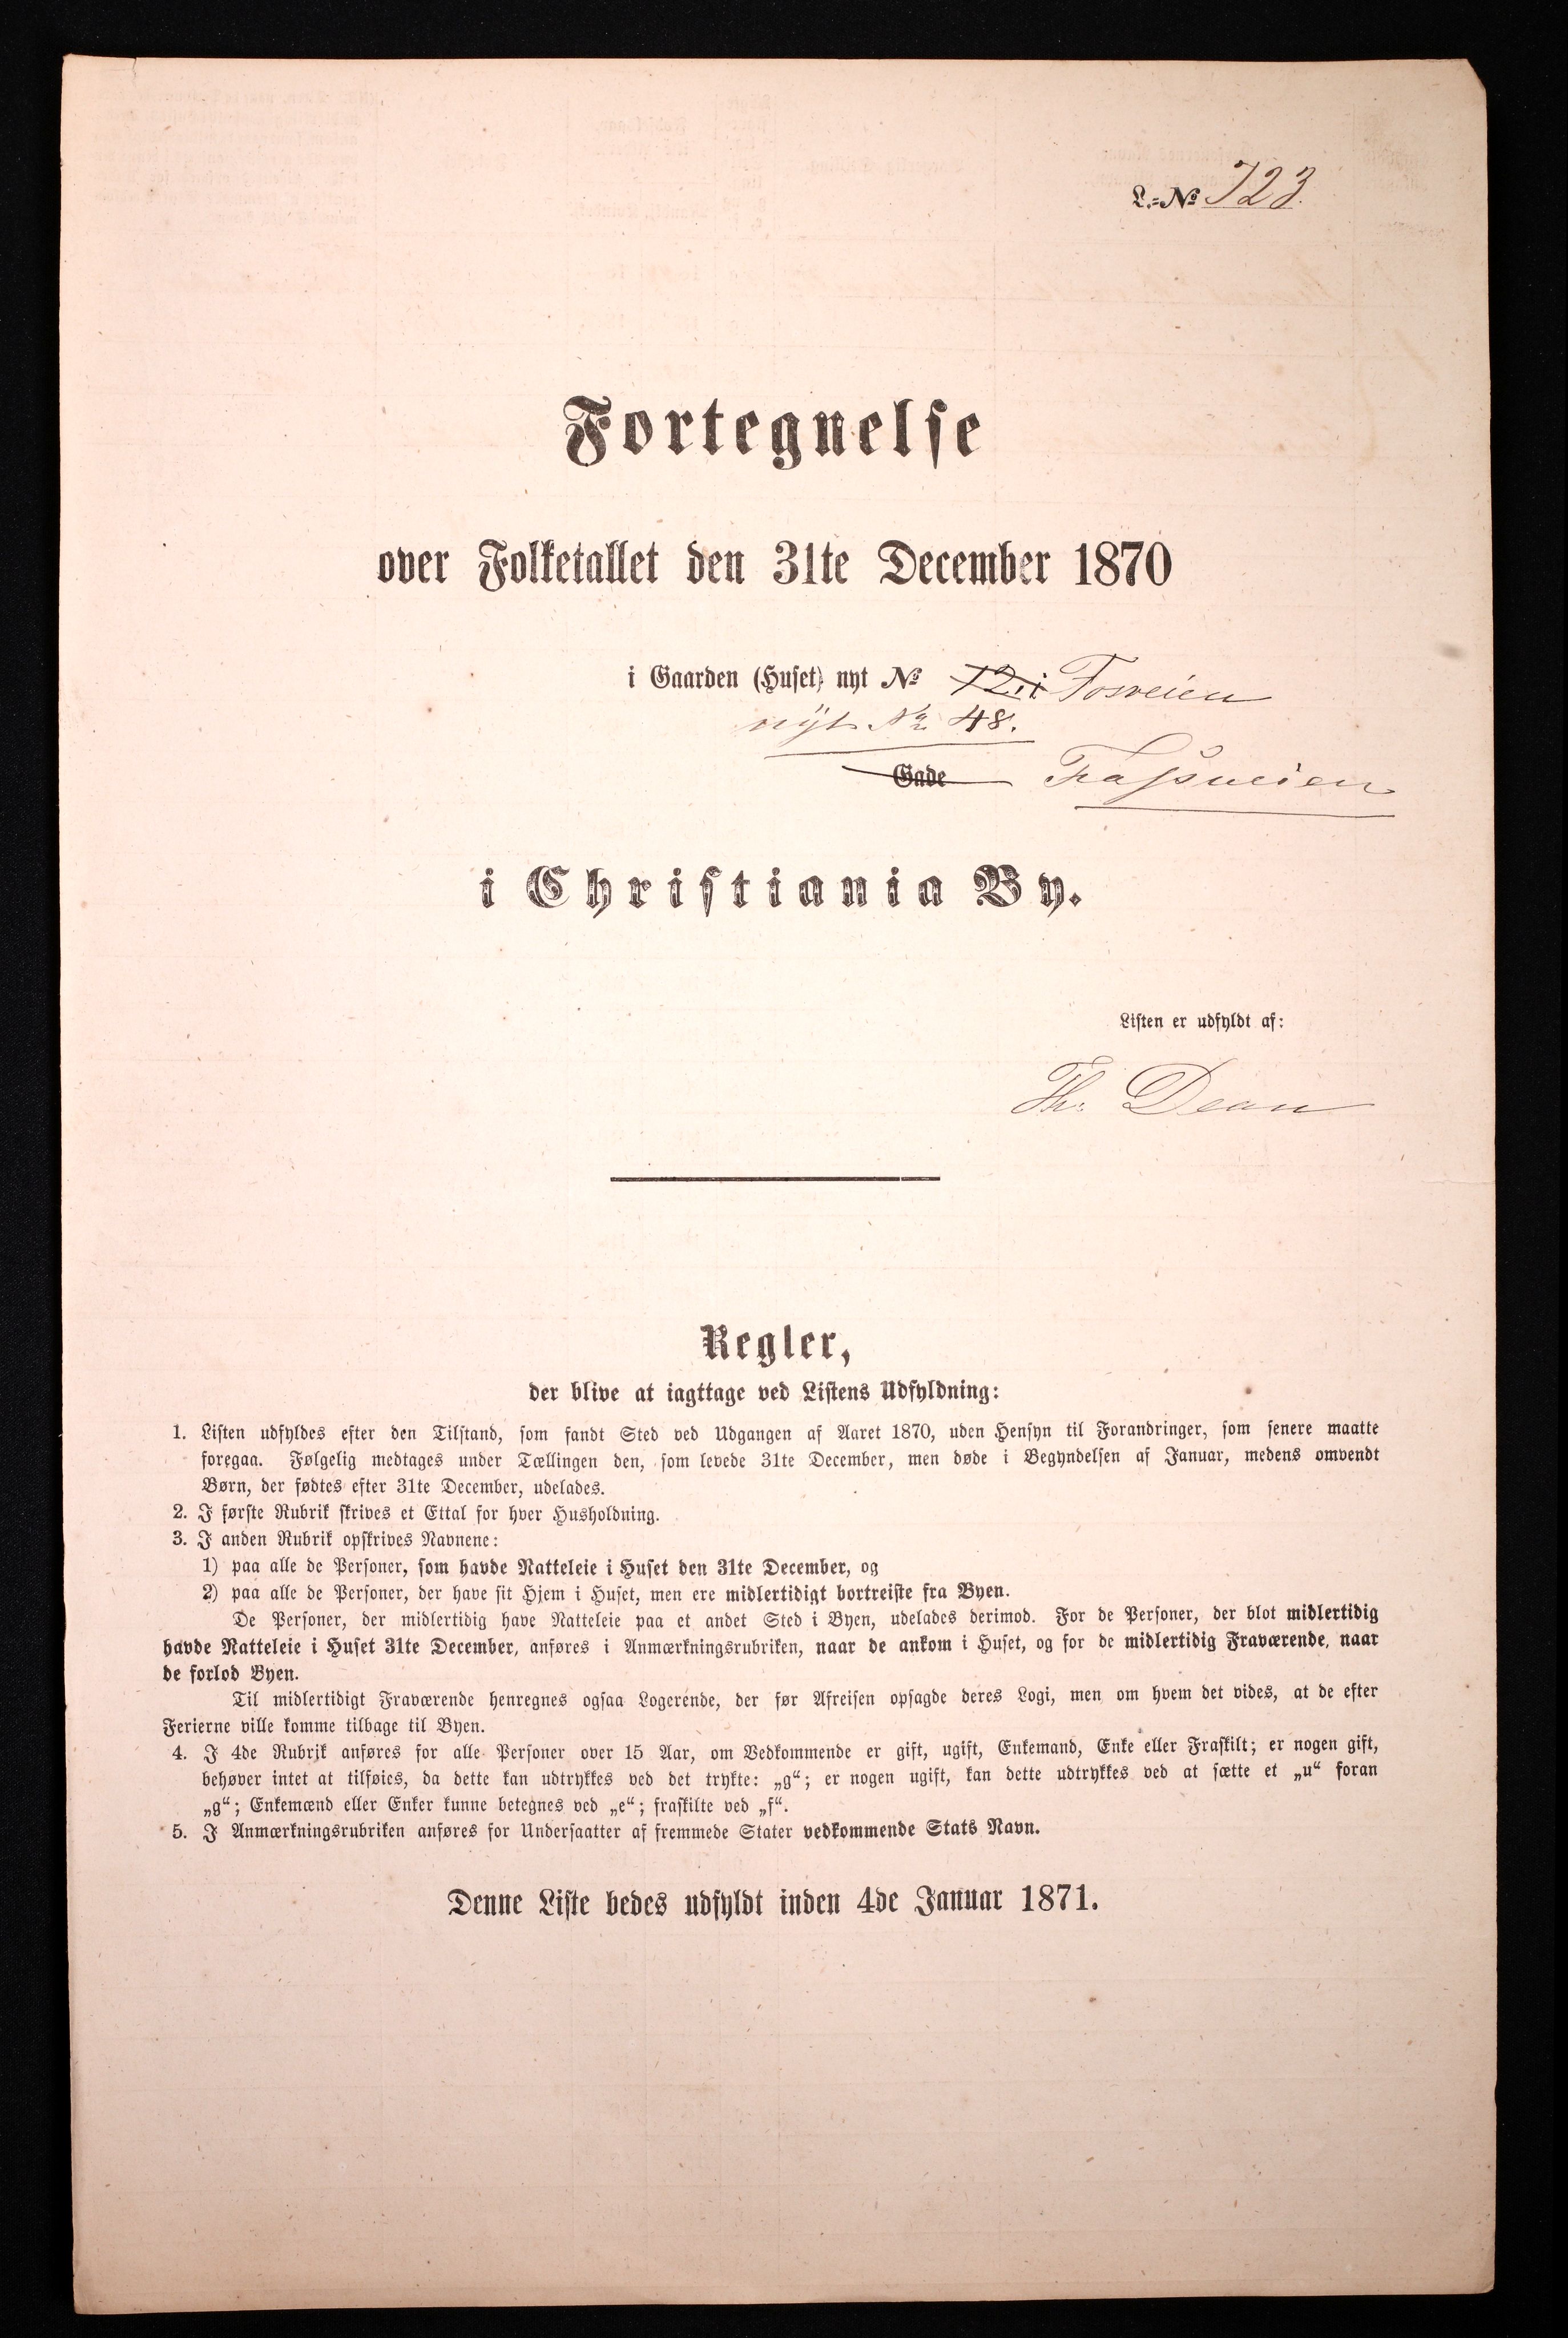 L.-№ 723.
Fortegnelse
over Folketallet den 31te December 1870
i Gaarden (Huset) nyt № 12.i Fosveien
nyt № 48.
Gade Fossveien
i Christiania By.
Listen er udfyldt af:
Th. Dean
Regler,
der blive at iagttage ved Listens Udfyldning:
1. Listen udfyldes efter den Tilstand, som fandt Sted ved Udgangen af Aaret 1870, uden Hensyn til Forandringer, som senere maatte
foregaa. Følgelig medtages under Tællingen den, som levede 31te December, men døde i Begyndelsen af Januar, medens omvendt
Børn, der fødtes efter 31te December, udelades.
2. I første Rubrik skrives et Ettal for hver Husholdning.
3. I anden Rubrik opskrives Navnene:
1) paa alle de Personer, som havde Natteleie i Huset den 31te December, og
2) paa alle de Personer, der have sit Hjem i Huset, men ere midlertidigt bortreiste fra Byen.
De Personer, der midlertidig have Natteleie paa et andet Sted i Byen, udelades derimod. For de Personer, der blot midlertidig
havde Natteleie i Huset 31te December, anføres i Anmærkningsrubriken, naar de ankom i Huset, og for de midlertidig Fraværende, naar
de forlod Byen.
Til midlertidigt Fraværende henregnes ogsaa Logerende, der før Afreisen opsagde deres Logi, men om hvem det vides, at de efter
Ferierne ville komme tilbage til Byen.
4. I 4de Rubrik anføres for alle Personer over 15 Aar, om Vedkommende er gift, ugift, Enkemand, Enke eller Fraskilt; er nogen gift,
behøver intet at tilføies, da dette kan udtrykkes ved det trykte: „g“; er nogen ugift, kan dette udtrykkes ved at sætte et „u“ foran
„g“; Enkemænd eller Enker kunne betegnes ved „e“; fraskilte ved „f“.
5. I Anmærkningsrubriken anføres for Undersaatter af fremmede Stater vedkommende Stats Navn.
Denne Liste bedes udfyldt inden 4de Januar 1871.